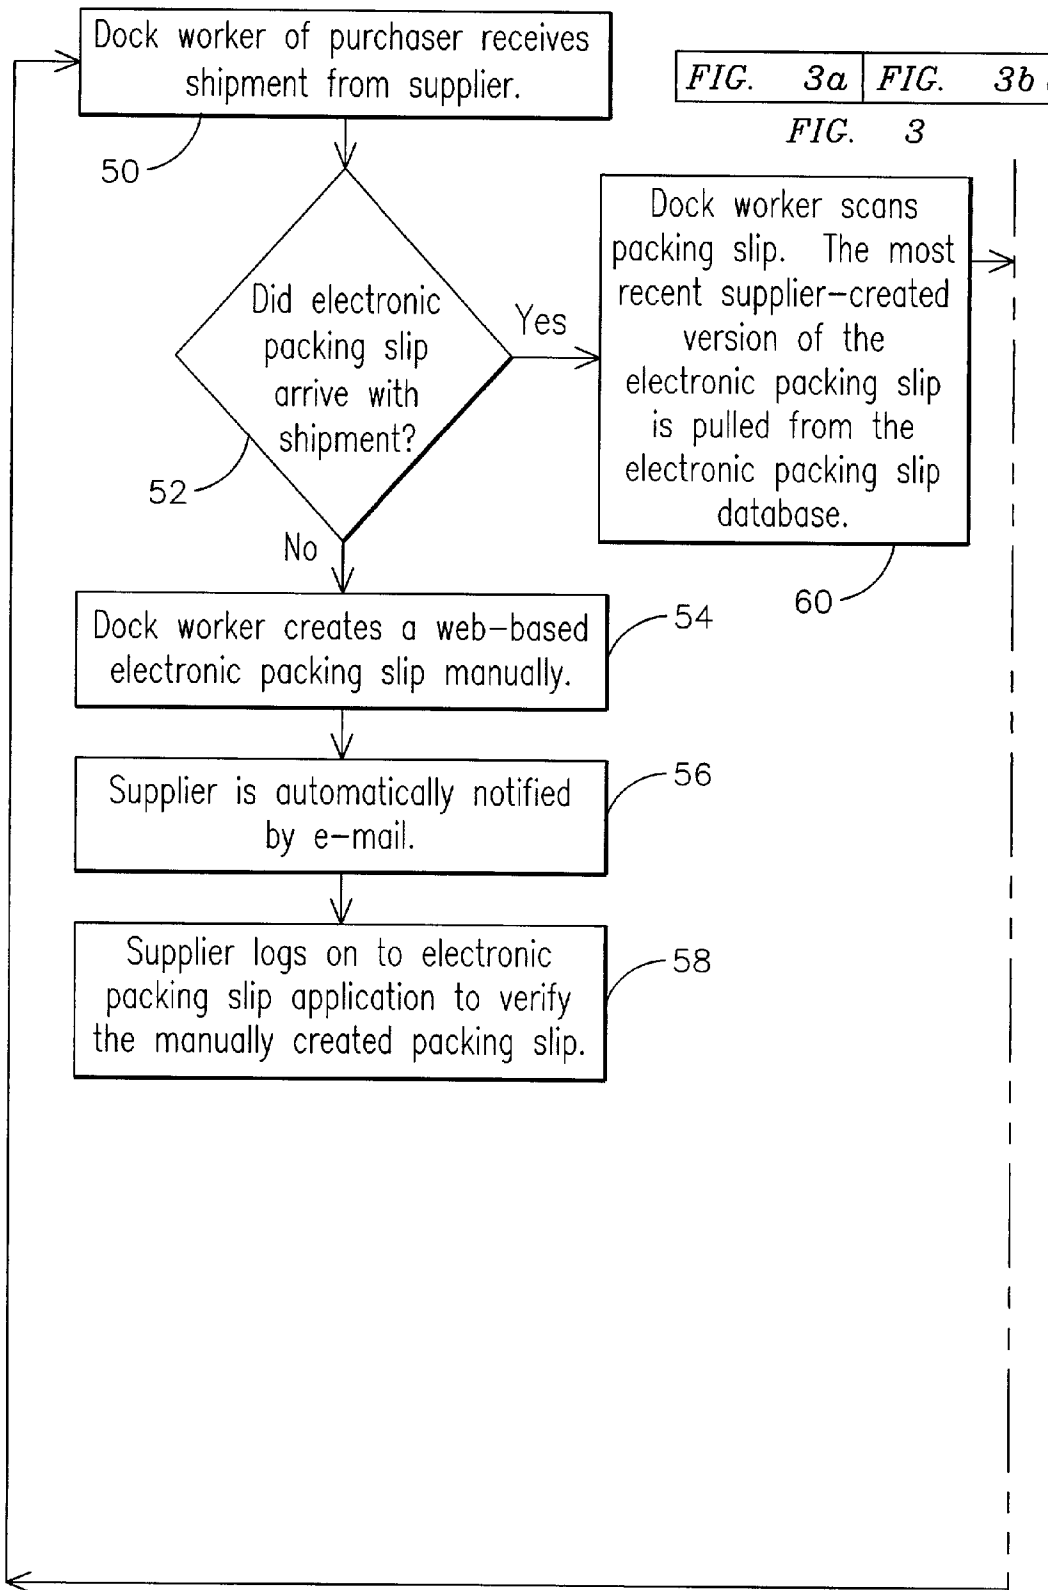 Dock worker of purchaser receives
shipment from supplier.
FIG. 3a FIG. 3b
FIG. 3
50
Dock worker scans
packing slip. The most
recent supplier-created
version of the
electronic packing slip
is pulled from the
electronic packing slip
database.
Did electronic
packing slip
arrive with
shipment?
Yes
52
No
60
Dock worker creates a web-based
electronic packing slip manually.
54
Supplier is automatically notified
by e-mail.
56
Supplier logs on to electronic
packing slip application to verify
the manually created packing slip.
58